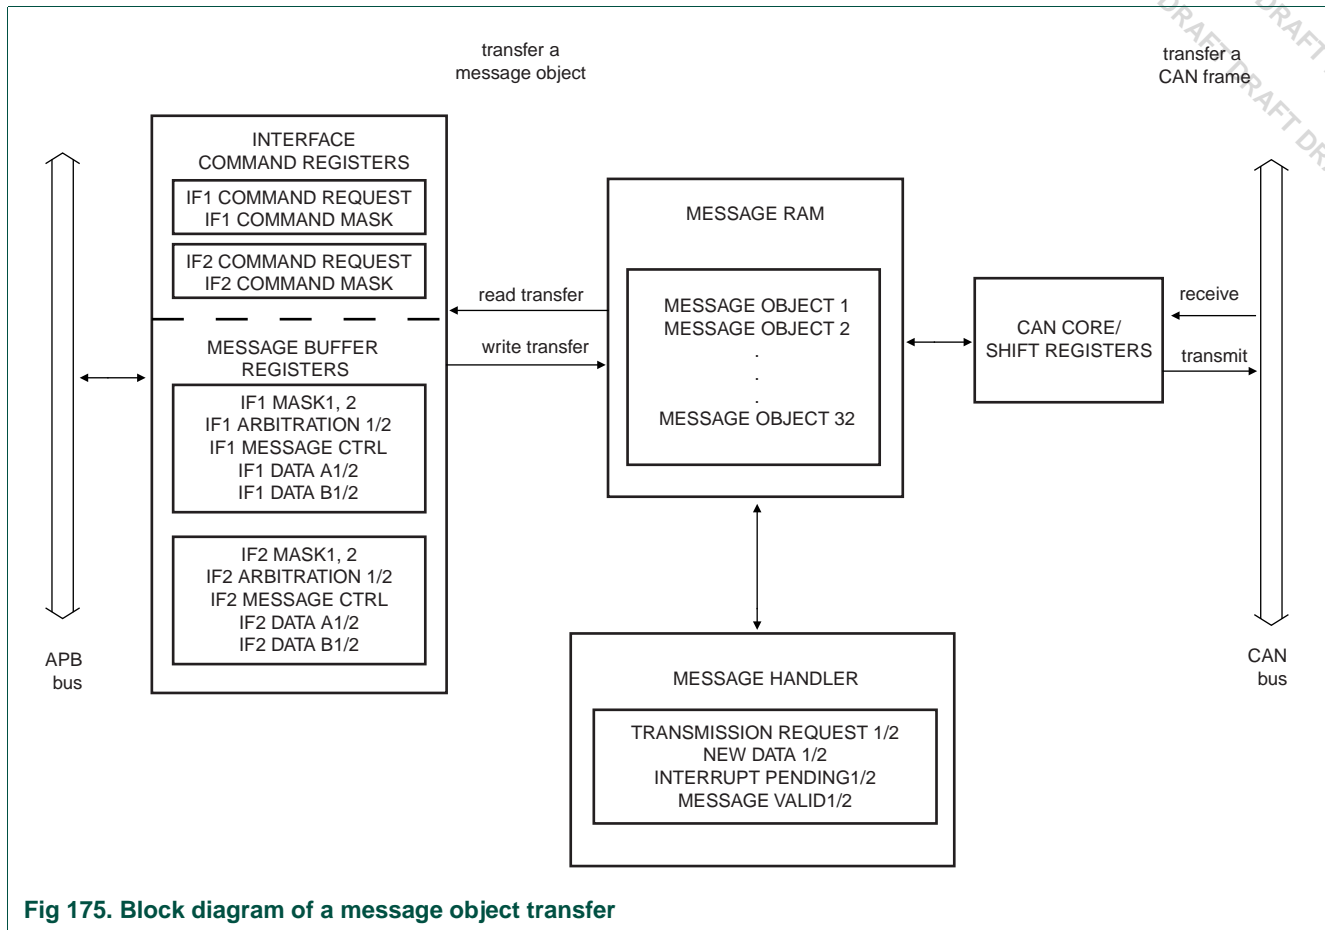 transfer a
message object
transfer a
CAN frame
DRAFT
DRAFT
DRAFT
DRAFT
INTERFACE
COMMAND REGISTERS
IF1 COMMAND REQUEST
IF1 COMMAND MASK
IF2 COMMAND REQUEST
IF2 COMMAND MASK
MESSAGE BUFFER
REGISTERS
IF1 MASK1, 2
IF1 ARBITRATION 1/2
IF1 MESSAGE CTRL
IF1 DATA A1/2
IF1 DATA B1/2
IF2 MASK1, 2
IF2 ARBITRATION 1/2
IF2 MESSAGE CTRL
IF2 DATA A1/2
IF2 DATA B1/2
APB
bus
read transfer
write transfer
MESSAGE RAM
MESSAGE OBJECT 1
MESSAGE OBJECT 2
.
.
.
MESSAGE OBJECT 32
CAN CORE/
SHIFT REGISTERS
receive
transmit
CAN
bus
MESSAGE HANDLER
TRANSMISSION REQUEST 1/2
NEW DATA 1/2
INTERRUPT PENDING1/2
MESSAGE VALID1/2
Fig 175. Block diagram of a message object transfer